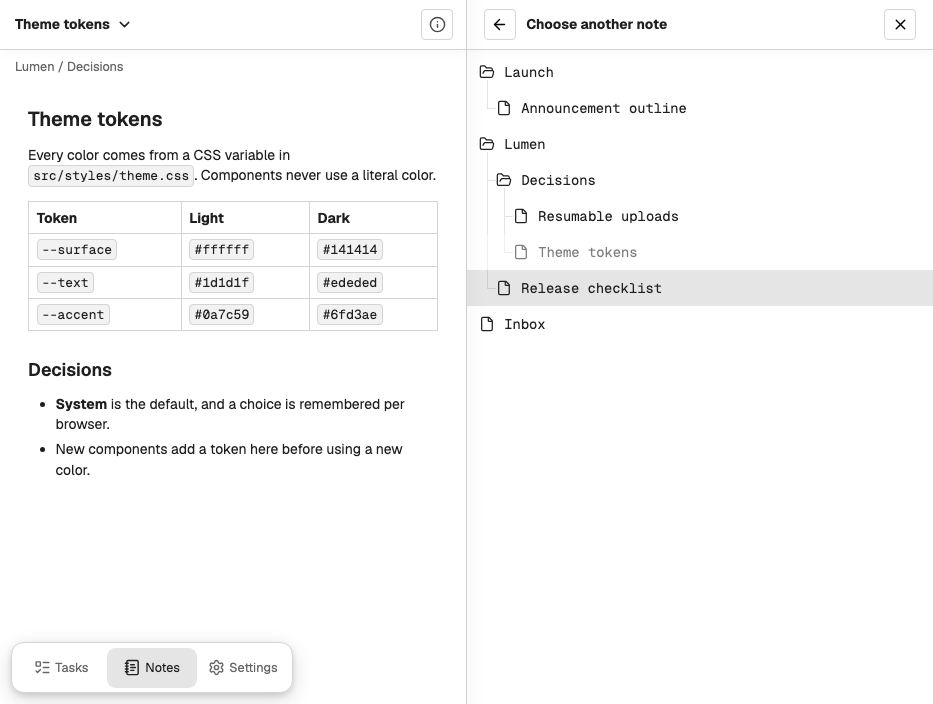 Theme tokens
Lumen / Decisions
Theme tokens
Every color comes from a CSS variable in
src/styles/theme.css. Components never use a literal color.
Token Light Dark
--surface #ffffff #141414
--text #1d1d1f #ededed
--accent #0a7c59 #6fd3ae
Decisions
System is the default, and a choice is remembered per
browser.
New components add a token here before using a new
color.
Tasks Notes Settings
Choose another note
Launch
Announcement outline
Lumen
Decisions
Resumable uploads
Theme tokens
Release checklist
Inbox